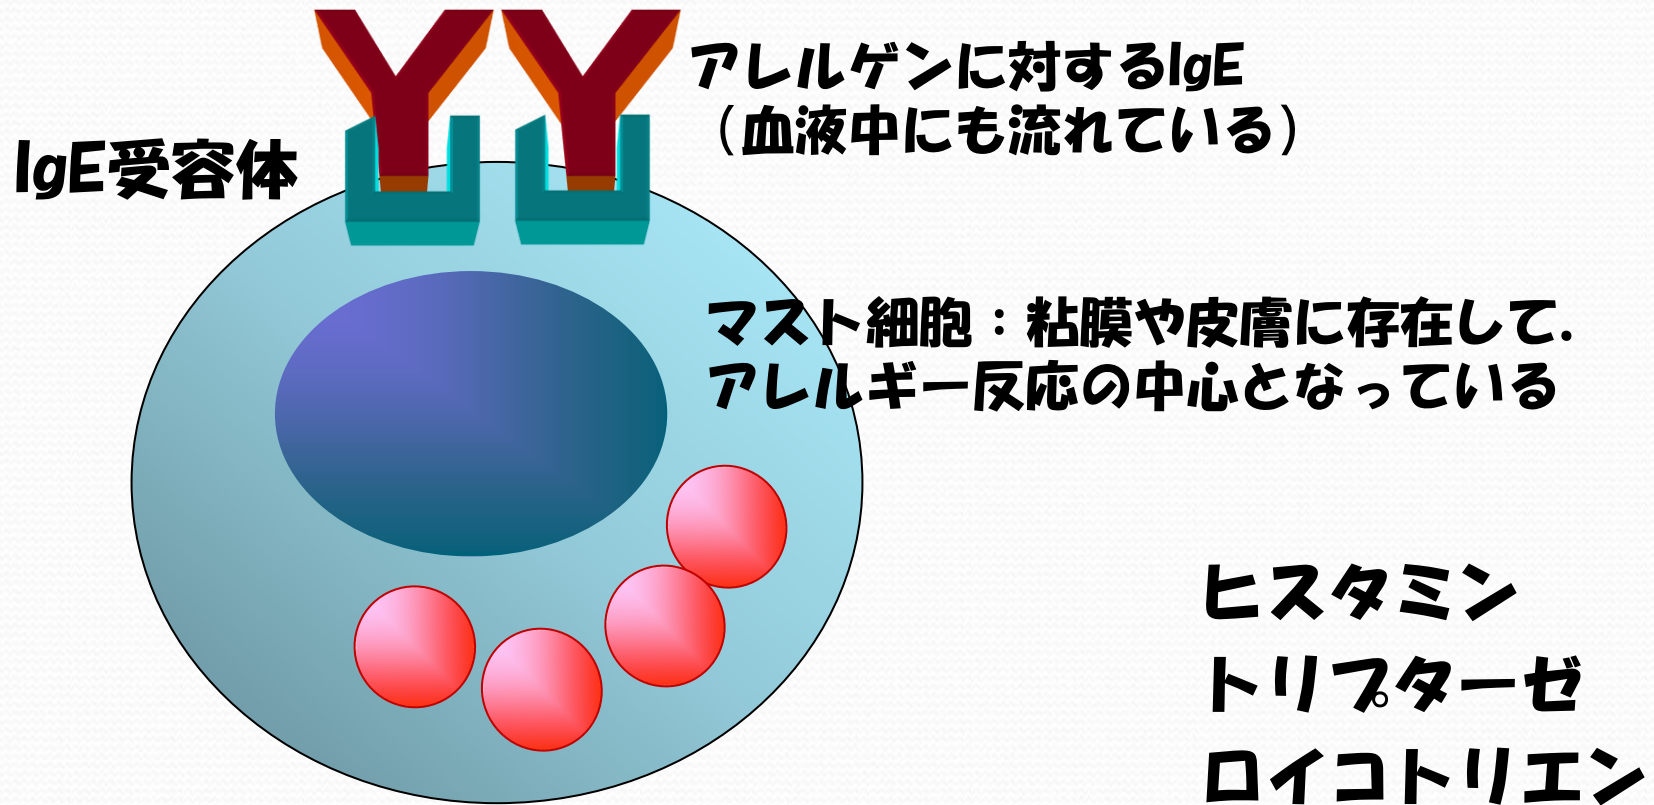 アレルゲンに対するIgE
（血液中にも流れている）
IgE受容体
マスト細胞：粘膜や皮膚に存在して．
アレルギー反応の中心となっている
ヒスタミン
トリプターゼ
ロイコトリエン